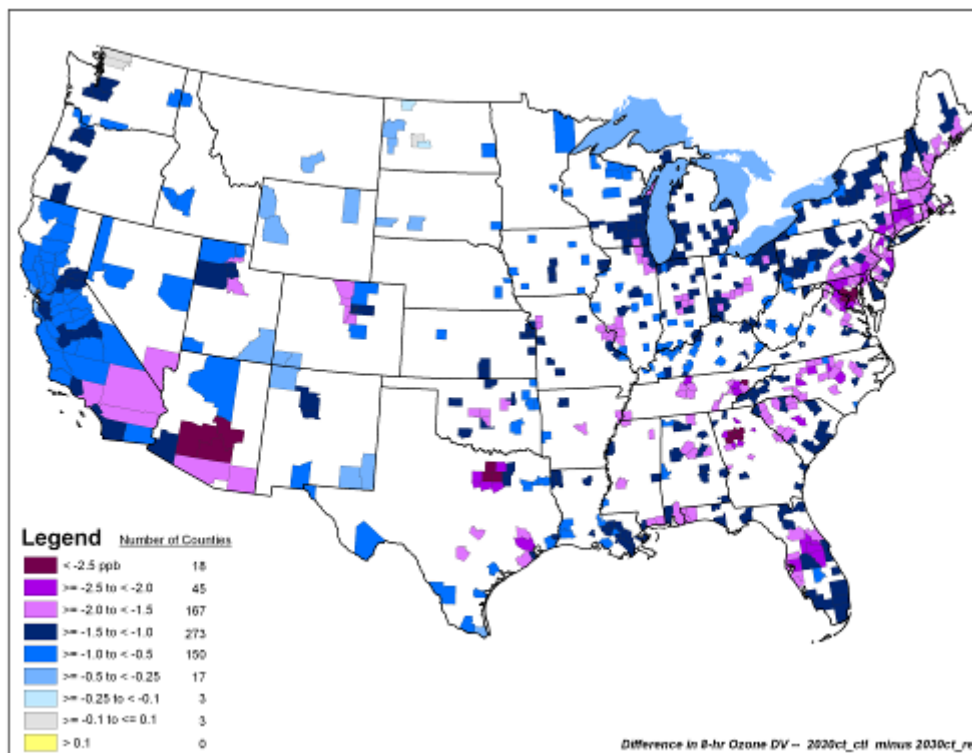 Legend Number of Counties
< -2.5 ppb 18
>= -2.5 to < -2.0 45
>= -2.0 to < -1.5 167
>= -1.5 to < -1.0 273
>= -1.0 to < -0.5 150
>= -0.5 to < -0.25 17
>= -0.25 to < -0.1 3
>= -0.1 to <= 0.1 3
> 0.1 0
Difference in 8-hr Ozone DV -- 2030ct_ctl minus 2030ct_re